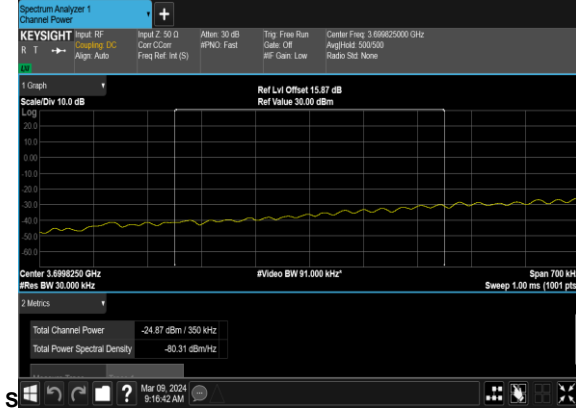 Spectrum Analyzer 1
Channel Power
+
KEYSIGHT Input: RF Input Z: 50 Ω Atten: 30 dB Trig: Free Run Center Freq: 3.699825000 GHz
R T Coupling: DC Corr CCorr #PNO: Fast Gate: Off Avg|Hold: 500/500
Align: Auto Freq Ref: Int (S) #IF Gain: Low Radio Std: None
1 Graph
Ref Lvl Offset 15.87 dB
Scale/Div 10.0 dB Ref Value 30.00 dBm
Log
20.0
10.0
0.00
-10.0
-20.0
-30.0
-40.0
-50.0
-60.0
Center 3.6998250 GHz #Video BW 91.000 kHz* Span 700 kH
#Res BW 30.000 kHz Sweep 1.00 ms (1001 pts
2 Metrics
Total Channel Power -24.87 dBm / 350 kHz
Total Power Spectral Density -80.31 dBm/Hz
S
? Mar 09, 2024
9:16:42 AM